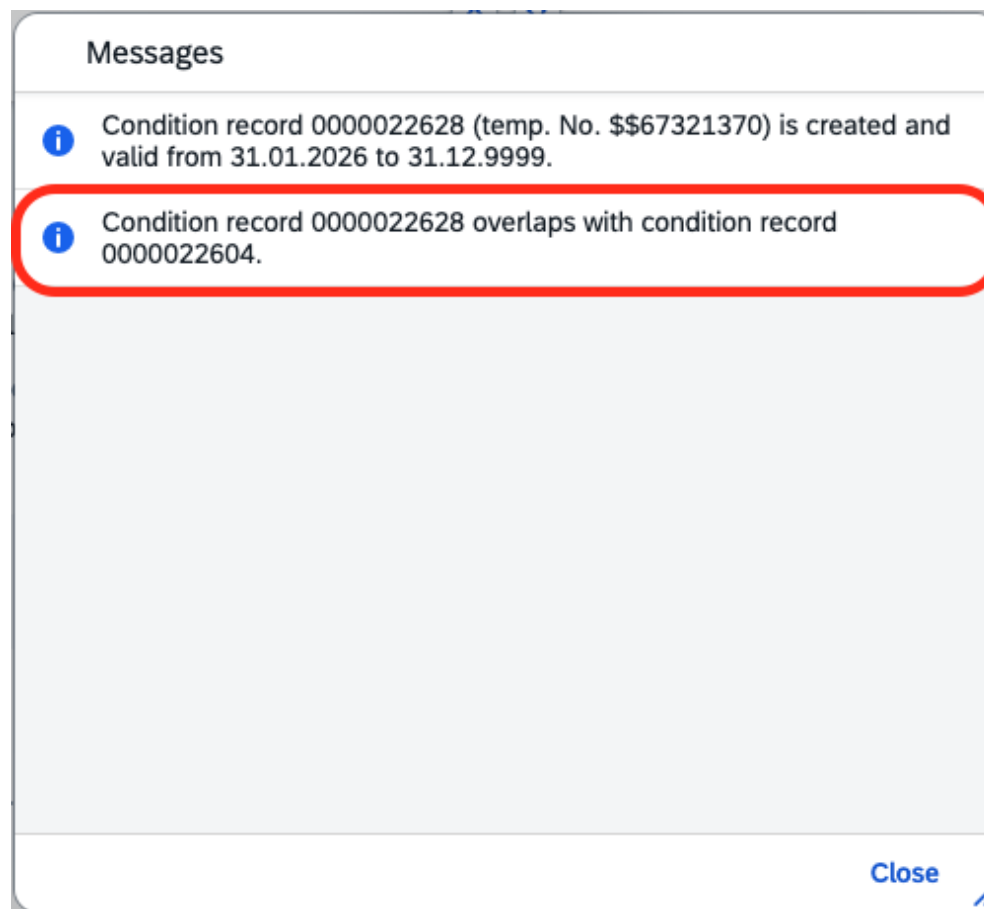 Messages
Condition record 0000022628 (temp. No. $$67321370) is created and
valid from 31.01.2026 to 31.12.9999.
Condition record 0000022628 overlaps with condition record
0000022604.
Close